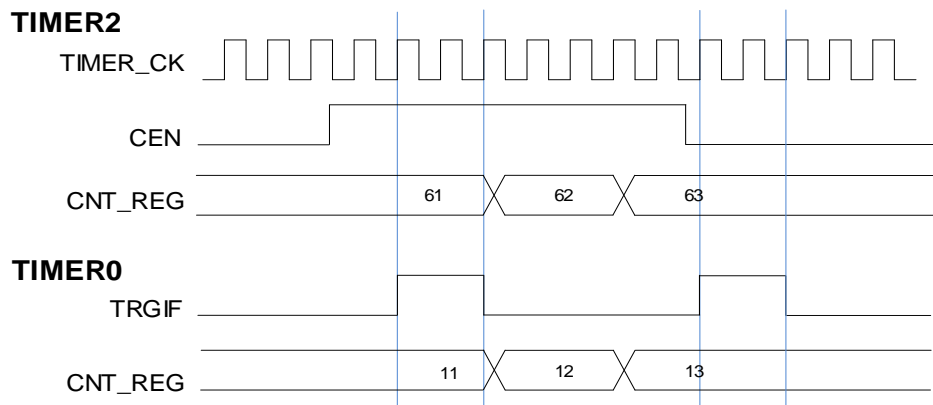 TIMER2
TIMER_CK
CEN
CNT_REG 61 62 63
TIMER0
TRGIF
CNT_REG 11 12 13